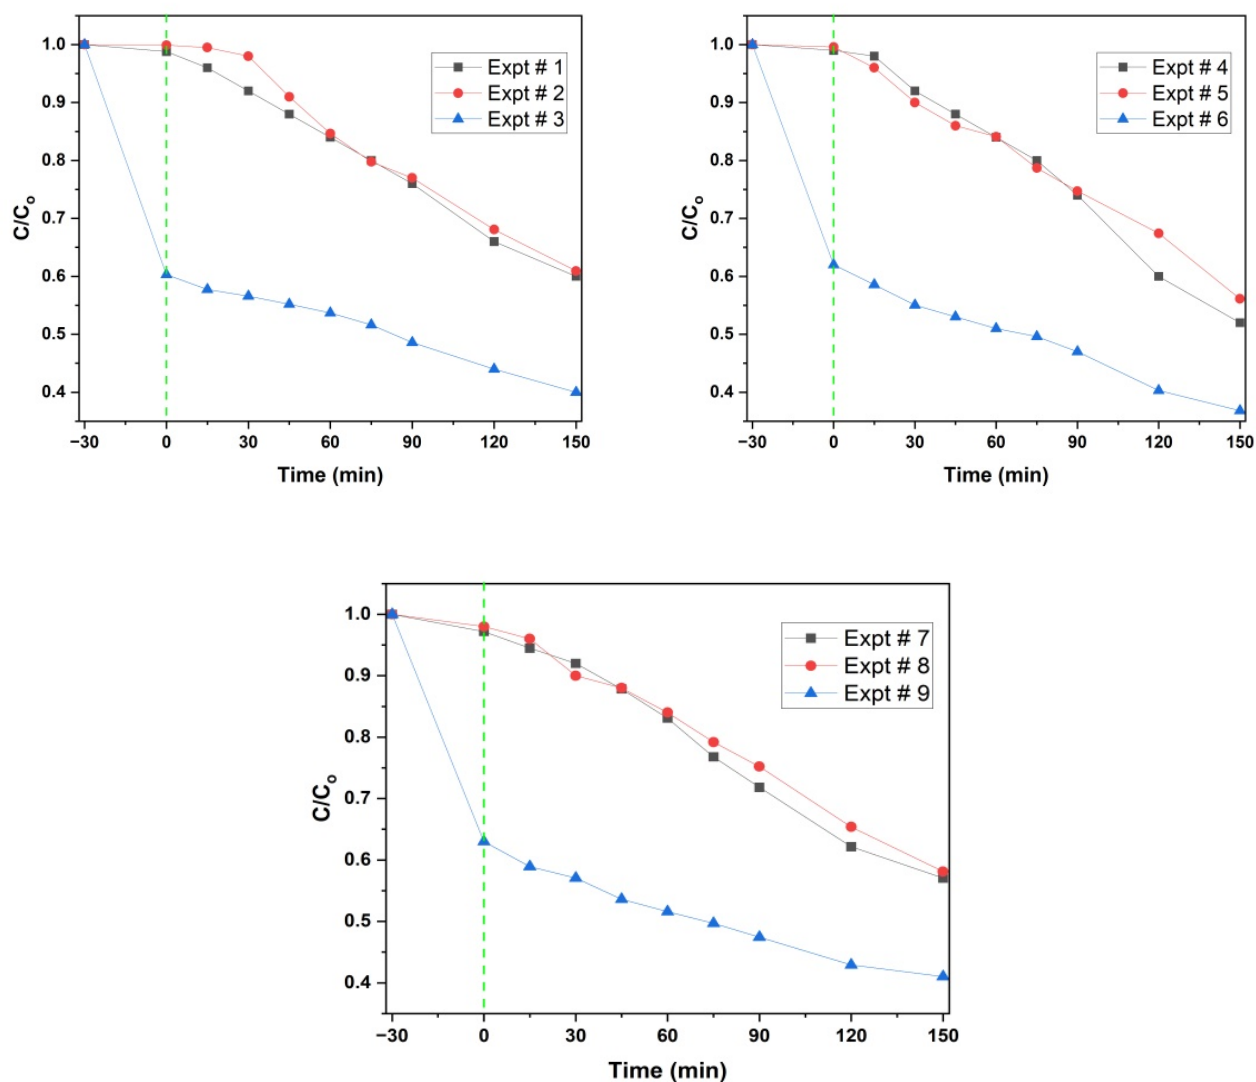 1.0
0.9
0.8
0.7
0.6
0.5
0.4
C/C₀
−30 0 30 60 90 120 150
Time (min)
Expt # 1
Expt # 2
Expt # 3
1.0
0.9
0.8
0.7
0.6
0.5
0.4
C/C₀
−30 0 30 60 90 120 150
Time (min)
Expt # 4
Expt # 5
Expt # 6
1.0
0.9
0.8
0.7
0.6
0.5
0.4
C/C₀
−30 0 30 60 90 120 150
Time (min)
Expt # 7
Expt # 8
Expt # 9